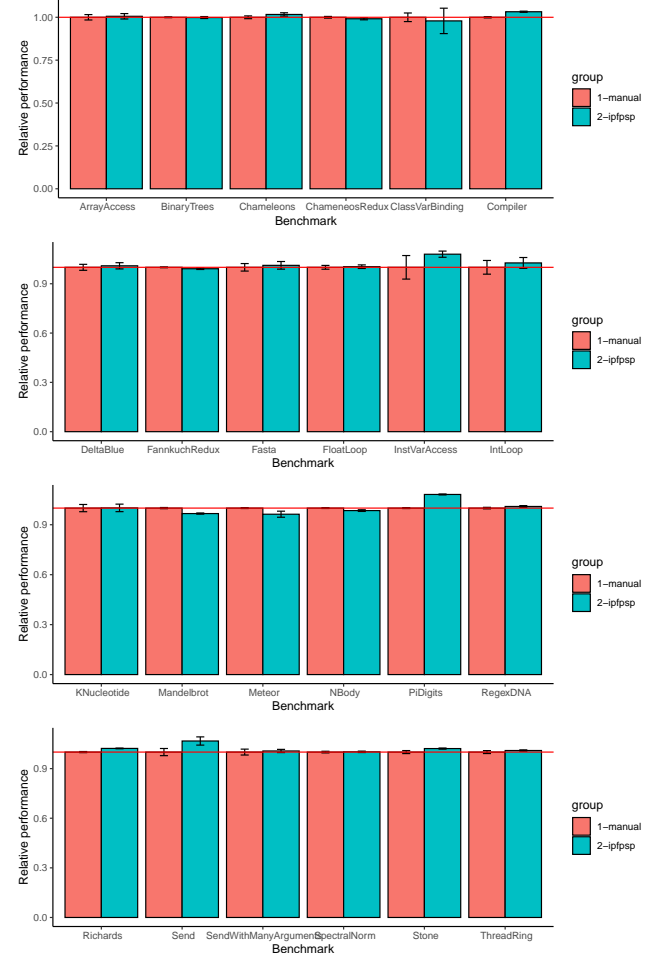 Relative performance
1.00
0.75
0.50
0.25
0.00
ArrayAccess BinaryTrees Chameleons ChameneosRedux ClassVarBinding Compiler
Benchmark
group
1−manual
2−ipfpsp
Relative performance
0.9
0.6
0.3
0.0
DeltaBlue FannkuchRedux Fasta FloatLoop InstVarAccess IntLoop
Benchmark
group
1−manual
2−ipfpsp
Relative performance
0.9
0.6
0.3
0.0
KNucleotide Mandelbrot Meteor NBody PiDigits RegexDNA
Benchmark
group
1−manual
2−ipfpsp
Relative performance
0.9
0.6
0.3
0.0
Richards Send SendWithManyArguments SpectralNorm Stone ThreadRing
Benchmark
group
1−manual
2−ipfpsp